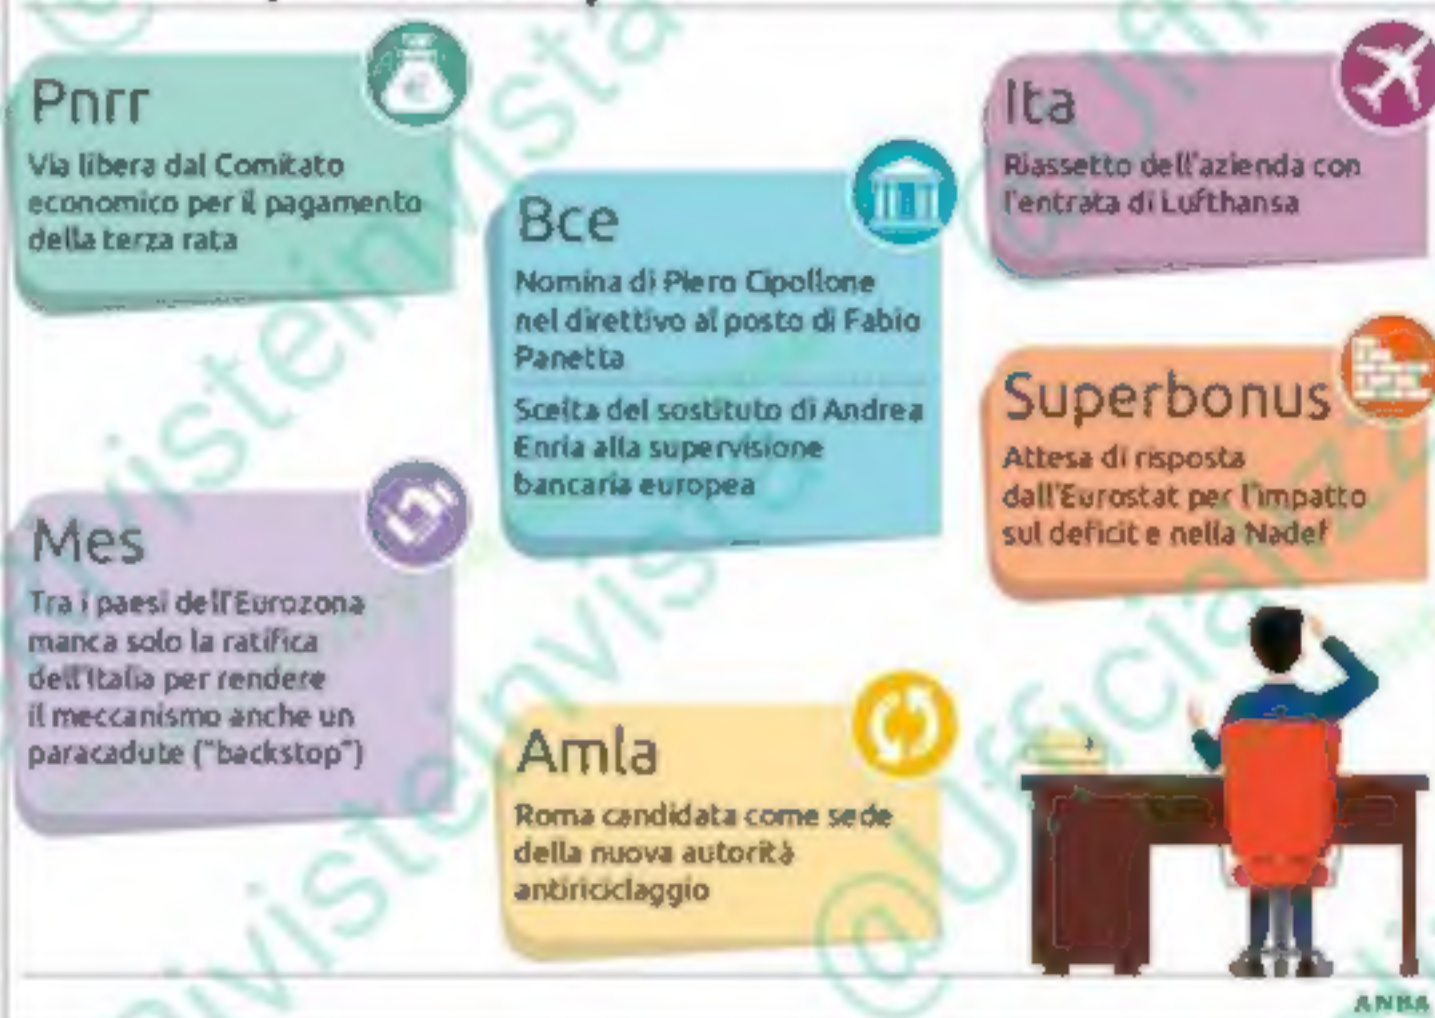 Pnrr
Via libera dal Comitato
economico per il pagamento
della terza rata
Mes
Tra i paesi dell'Eurozona
manca solo la ratifica
dell'Italia per rendere
il meccanismo anche un
paracadute ("backstop")
Bce
Nomina di Piero Cipollone
nel direttivo al posto di Fabio
Panetta
Scelta del sostituto di Andrea
Enria alla supervisione
bancaria europea
Amla
Roma candidata come sede
della nuova autorità
antiriciclaggio
Ita
Riassetto dell'azienda con
l'entrata di Lufthansa
Superbonus
Attesa di risposta
dall'Eurostat per l'impatto
sul deficit e nella Nadef